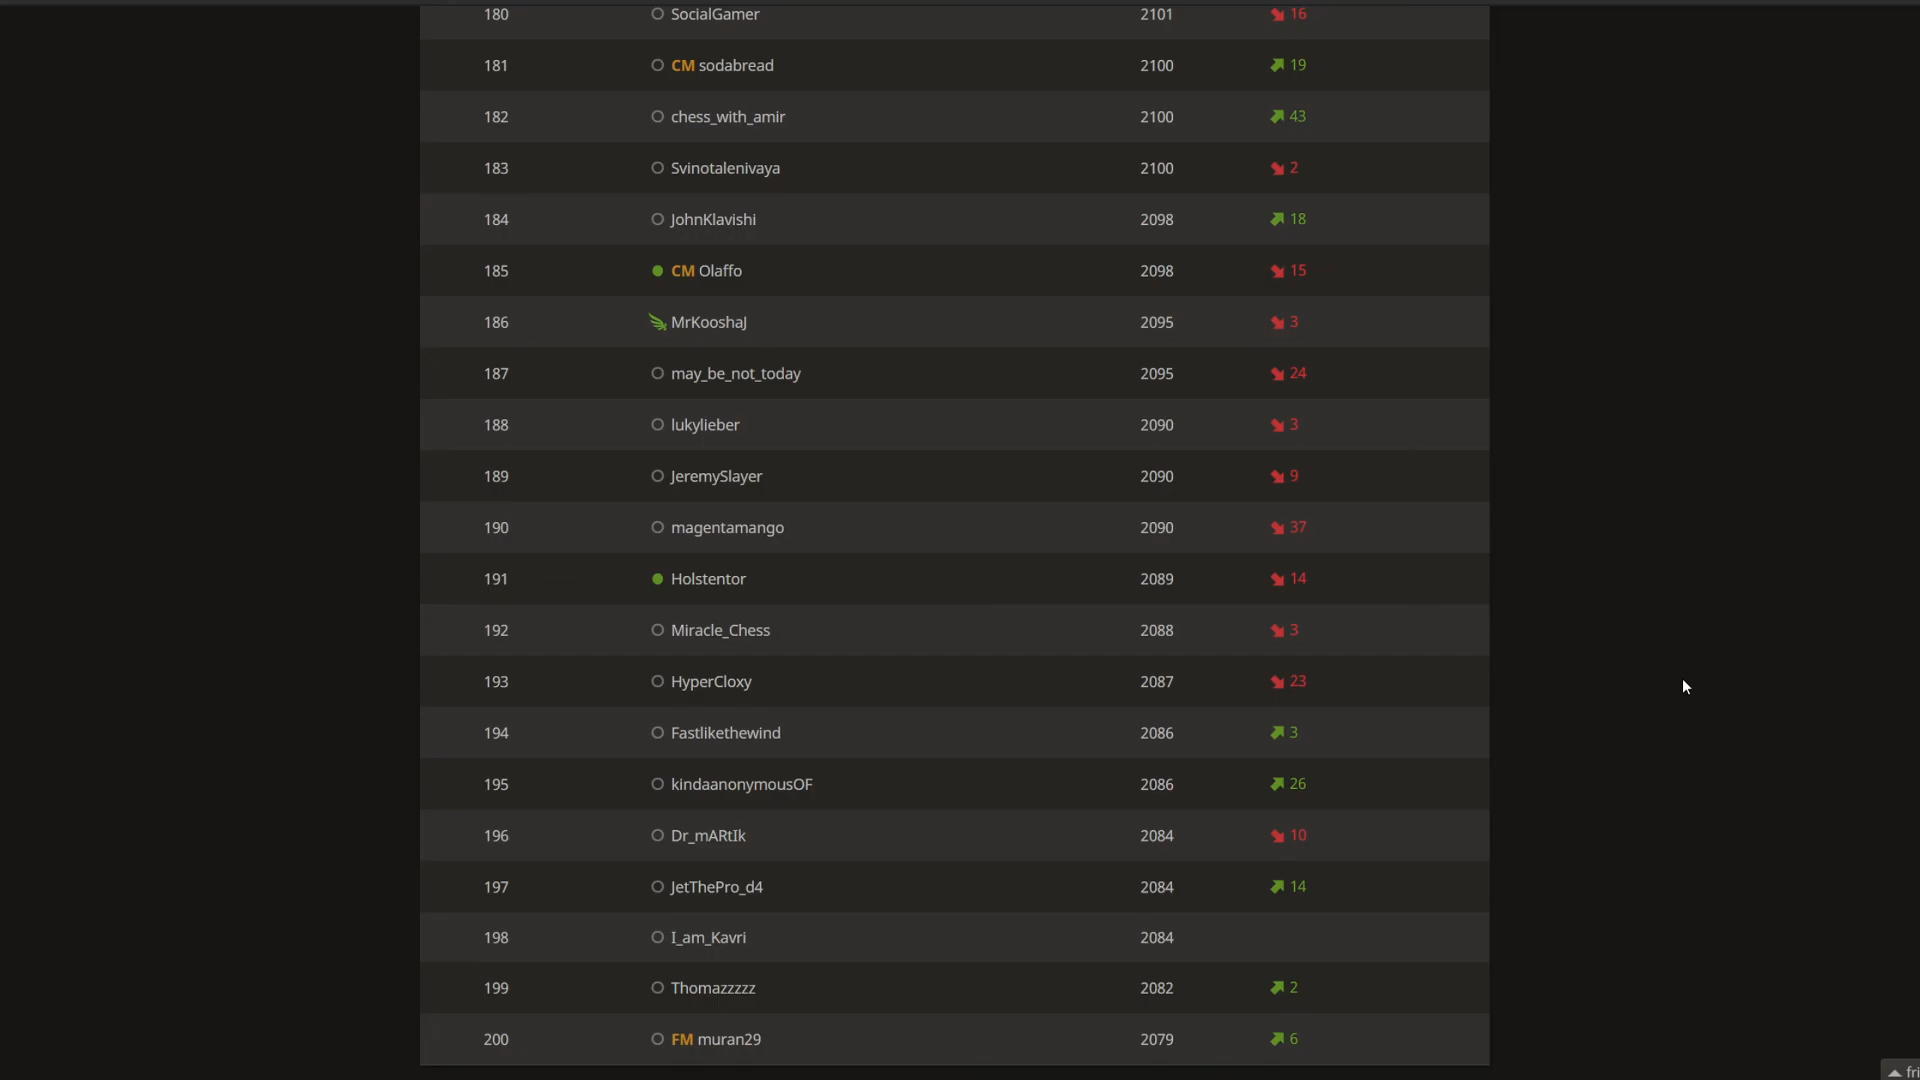 180 SocialGamer 2101 16
181 CM sodabread 2100 19
182 chess_with_amir 2100 43
183 Svinotalenivaya 2100 2
184 JohnKlavishi 2098 18
185 CM Olaffo 2098 15
186 MrKooshaJ 2095 3
187 may_be_not_today 2095 24
188 lukylieber 2090 3
189 JeremySlayer 2090 9
190 magentamango 2090 37
191 Holstentor 2089 14
192 Miracle_Chess 2088 3
193 HyperCloxy 2087 23
194 Fastlikethewind 2086 3
195 kindaanonymousOF 2086 26
196 Dr_mARtIk 2084 10
197 JetThePro_d4 2084 14
198 I_am_Kavri 2084
199 Thomazzzzz 2082 2
200 FM muran29 2079 6
fri